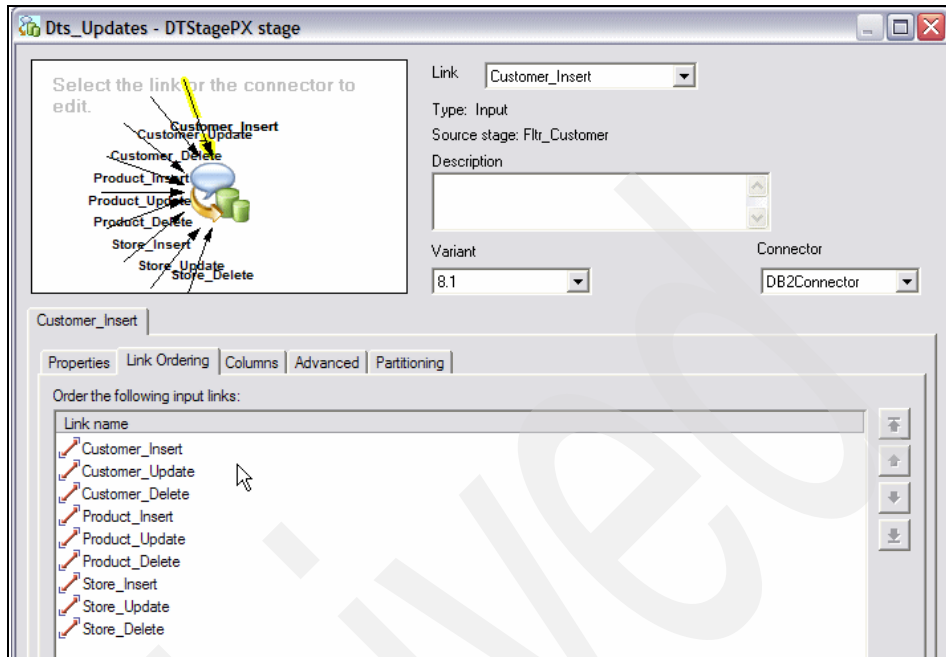 Dts_Updates - DTStagePX stage
Select the link or the connector to
edit.
Customer_Insert
Customer_Update
Customer_Delete
Product_Insert
Product_Update
Product_Delete
Store_Insert
Store_Update
Store_Delete
Link
Customer_Insert
Type: Input
Source stage: Fltr_Customer
Description
Variant
Connector
8.1
DB2Connector
Customer_Insert
Properties Link Ordering Columns Advanced Partitioning
Order the following input links:
Link name
Customer_Insert
Customer_Update
Customer_Delete
Product_Insert
Product_Update
Product_Delete
Store_Insert
Store_Update
Store_Delete